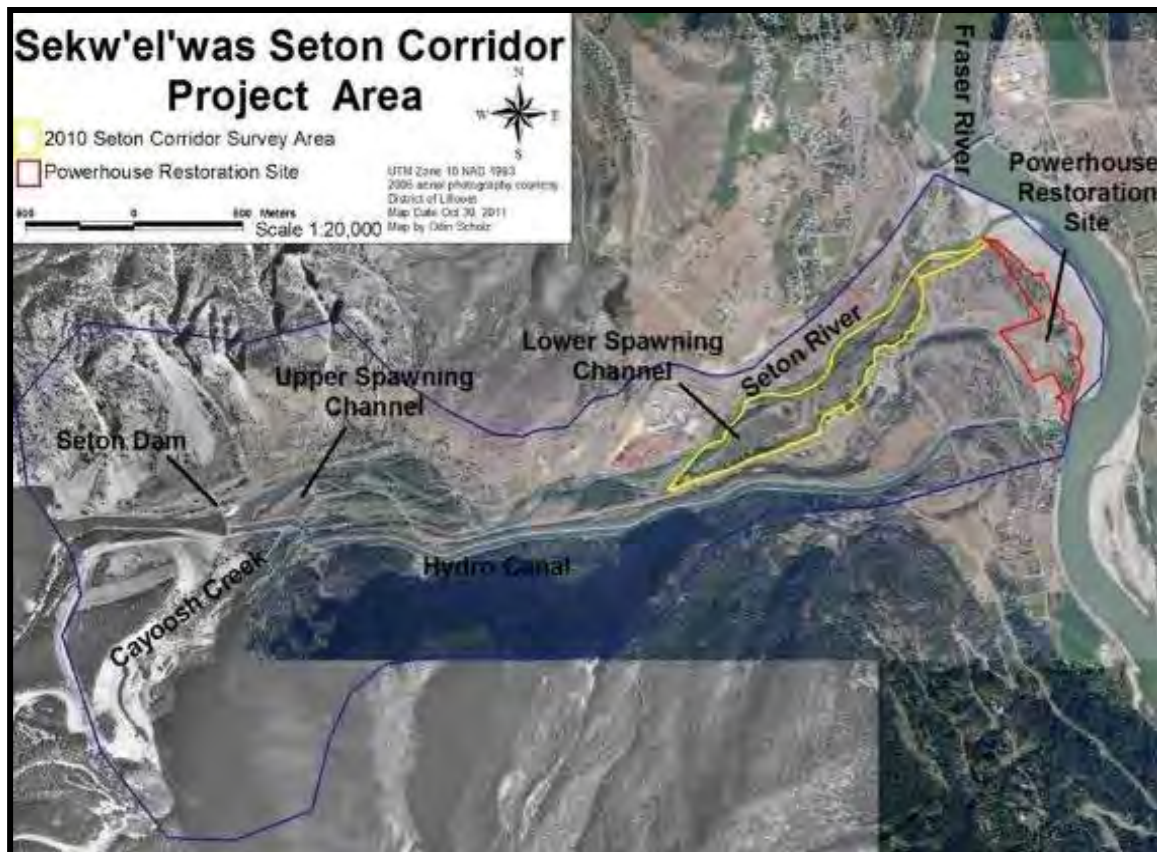 Sekw'el'was Seton Corridor
Project Area
N
W
E
S
2010 Seton Corridor Survey Area
Powerhouse Restoration Site
UTM Zone 10 NAD 1983
2006 aerial photography courtesy
District of Lillooet
Map Date Oct 30, 2011
Map by Odin Scholz
600 0 600 Meters
Scale 1:20,000
Fraser River
Powerhouse
Restoration
Site
Lower Spawning
Channel
Seton River
Upper Spawning
Channel
Seton Dam
Hydro Canal
Cayoosh Creek